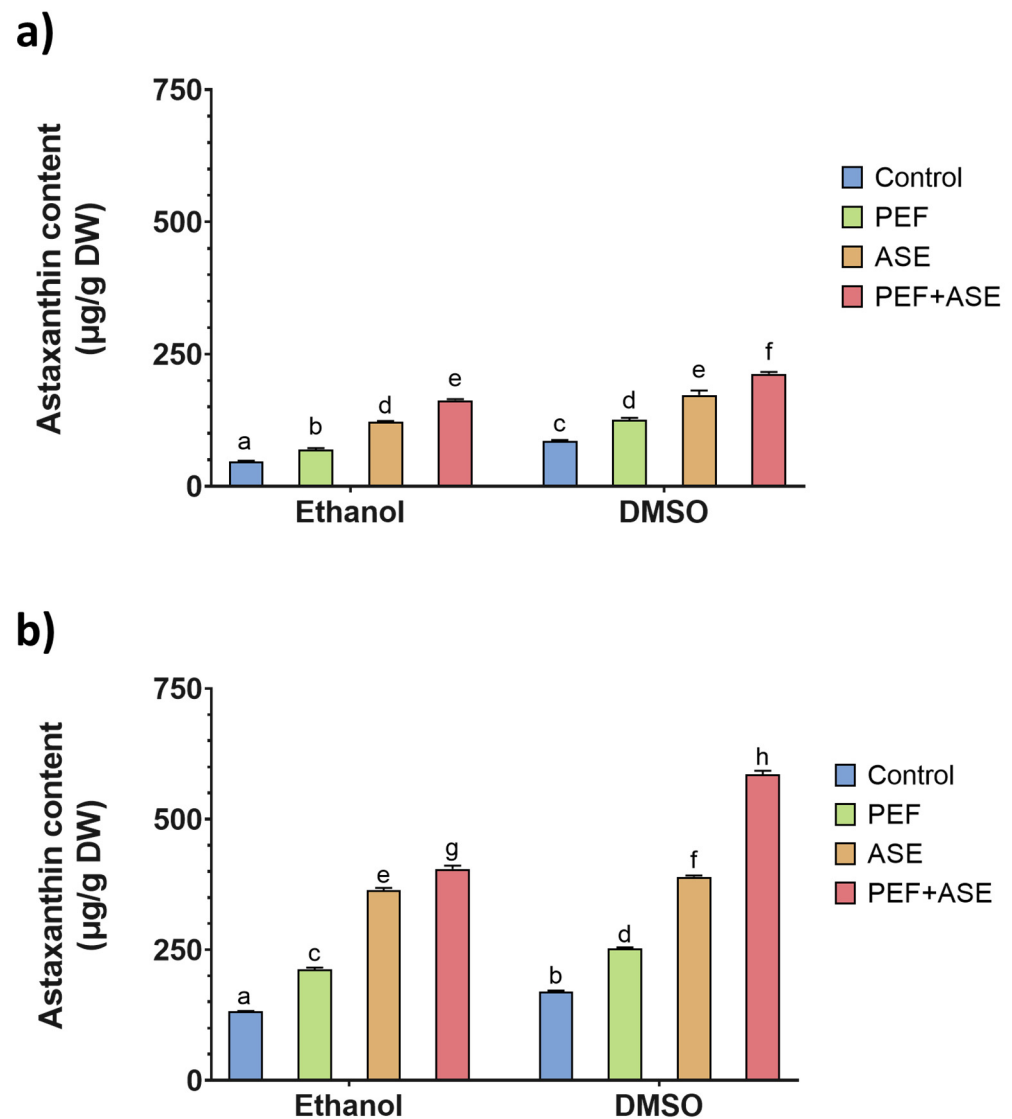 a)
Astaxanthin content
(µg/g DW)
750
500
250
0
a
b
d
e
c
d
e
f
Ethanol
DMSO
Control
PEF
ASE
PEF+ASE
b)
Astaxanthin content
(µg/g DW)
750
500
250
0
a
c
e
g
b
d
f
h
Ethanol
DMSO
Control
PEF
ASE
PEF+ASE